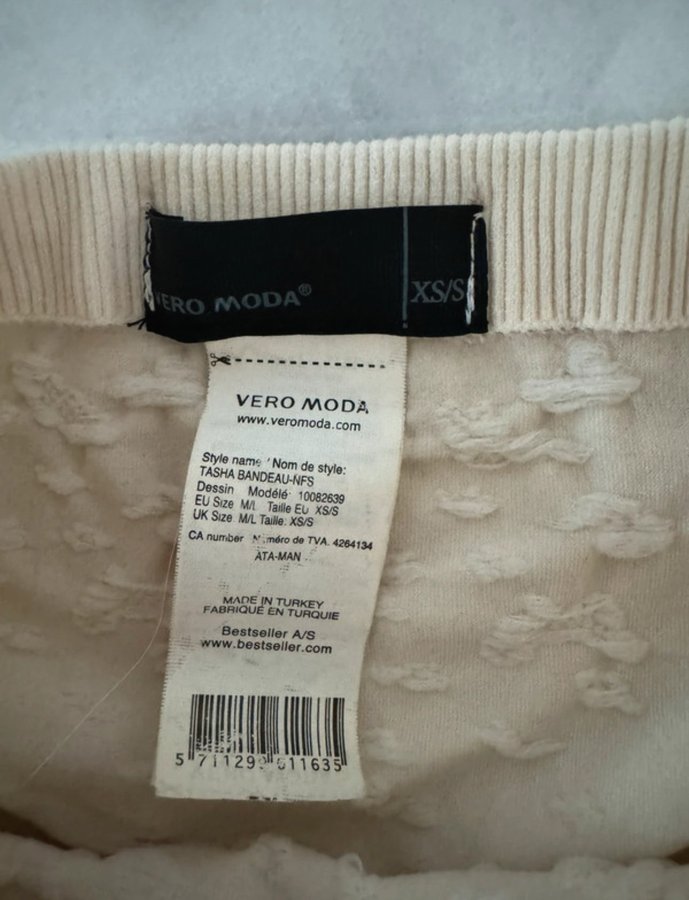 VERO MODA®
XS/S
VERO MODA
www.veromoda.com
Style name / Nom de style:
TASHA BANDEAU-NFS
Dessin Modélé: 10082639
EU Size: M/L Taille EU XS/S
UK Size: M/L Taille: XS/S
CA number Numéro de TVA. 4264134
ATA-MAN
MADE IN TURKEY
FABRIQUÉ EN TURQUIE
Bestseller A/S
www.bestseller.com